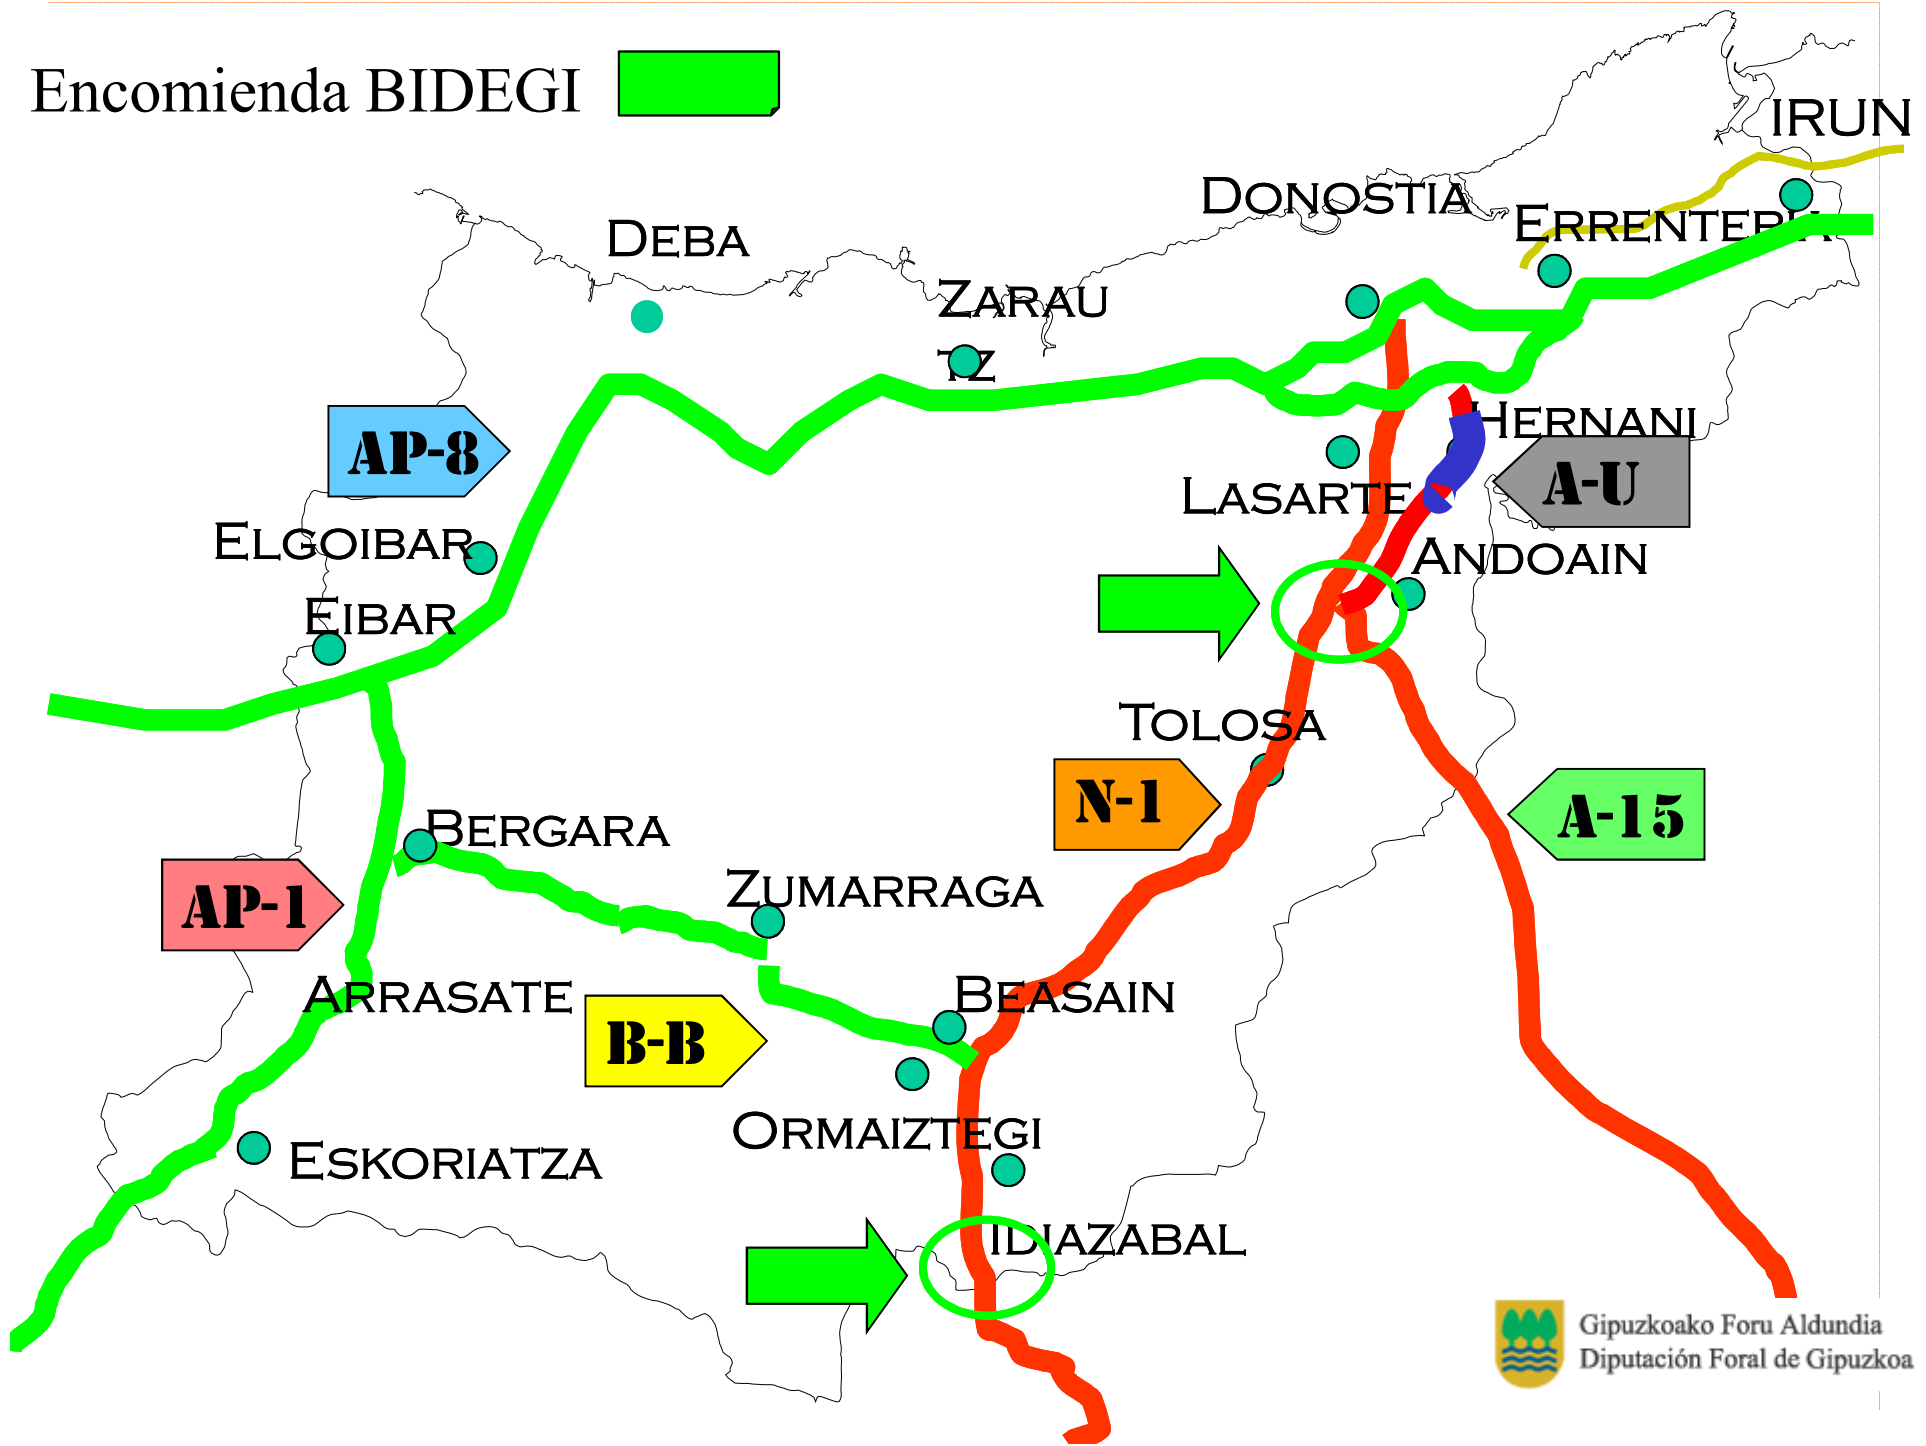 Encomienda BIDEGI
IRUN
DONOSTIA
ERRENTERIA
DEBA
ZARAU
TZ
HERNANI
AP-8
A-U
LASARTE
ELGOIBAR
ANDOAIN
EIBAR
TOLOSA
N-1
A-15
BERGARA
ZUMARRAGA
AP-1
ARRASATE
BEASAIN
B-B
ORMAIZTEGI
ESKORIATZA
IDIAZABAL
Gipuzkoako Foru Aldundia
Diputación Foral de Gipuzkoa